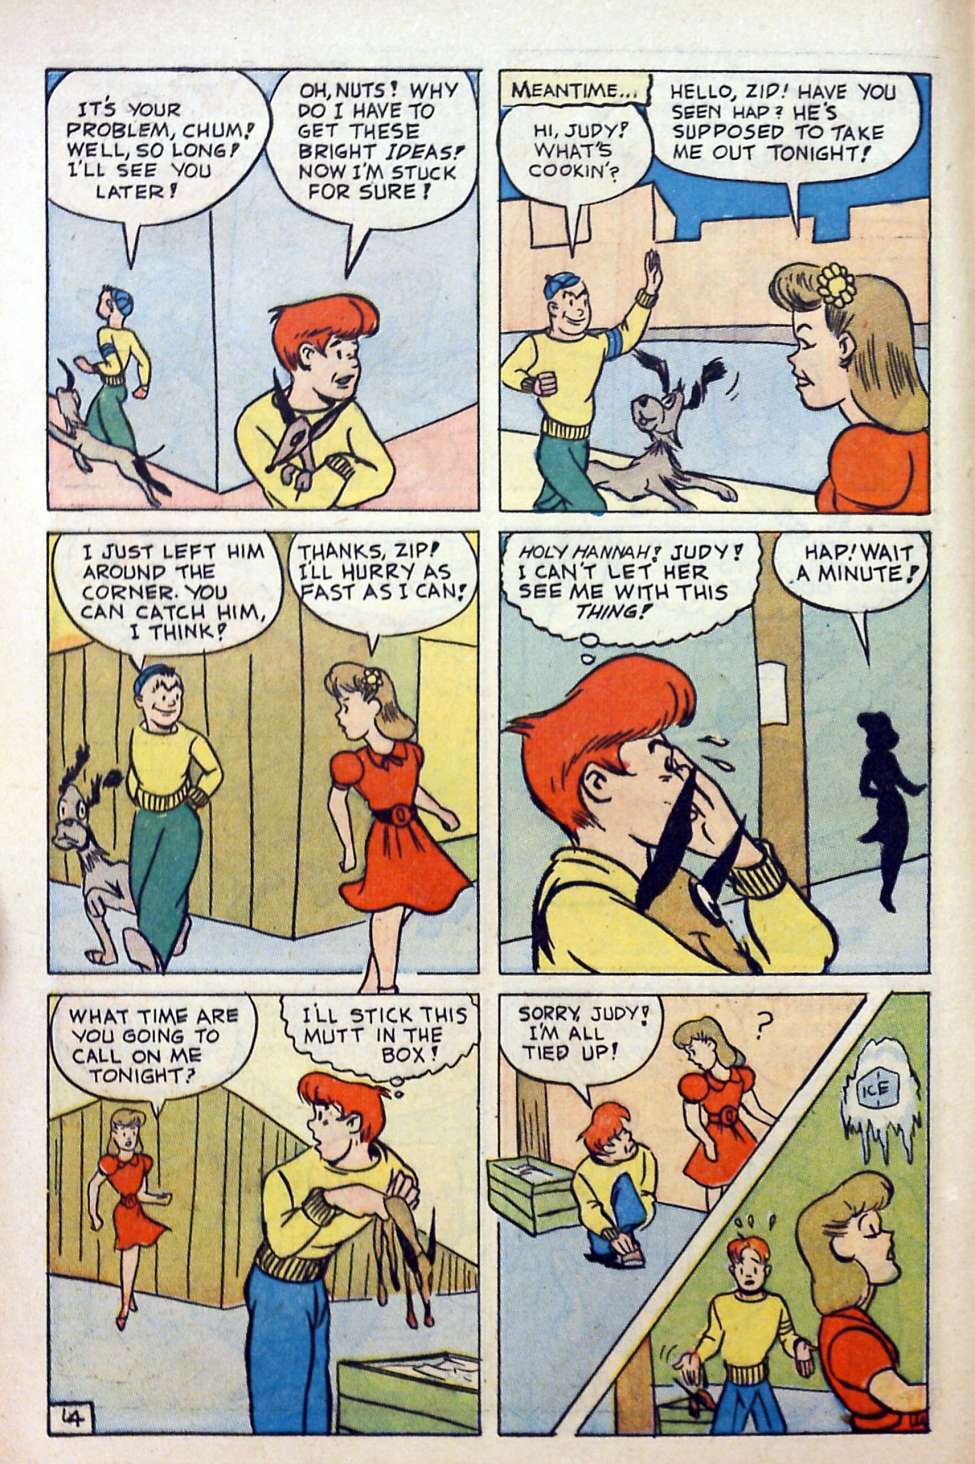 IT'S YOUR
PROBLEM, CHUM!
WELL, SO LONG!
I'LL SEE YOU
LATER!
OH, NUTS! WHY
DO I HAVE TO
GET THESE
BRIGHT IDEAS!
NOW I'M STUCK
FOR SURE!
MEANTIME...
HI, JUDY!
WHAT'S
COOKIN'?
HELLO, ZIP! HAVE YOU
SEEN HAP? HE'S
SUPPOSED TO TAKE
ME OUT TONIGHT!
I JUST LEFT HIM
AROUND THE
CORNER. YOU
CAN CATCH HIM,
I THINK!
THANKS, ZIP!
I'LL HURRY AS
FAST AS I CAN!
HOLY HANNAH! JUDY!
I CAN'T LET HER
SEE ME WITH THIS
THING!
HAP! WAIT
A MINUTE!
WHAT TIME ARE
YOU GOING TO
CALL ON ME
TONIGHT?
I'LL STICK THIS
MUTT IN THE
BOX!
SORRY, JUDY!
I'M ALL
TIED UP!
?
ICE
4